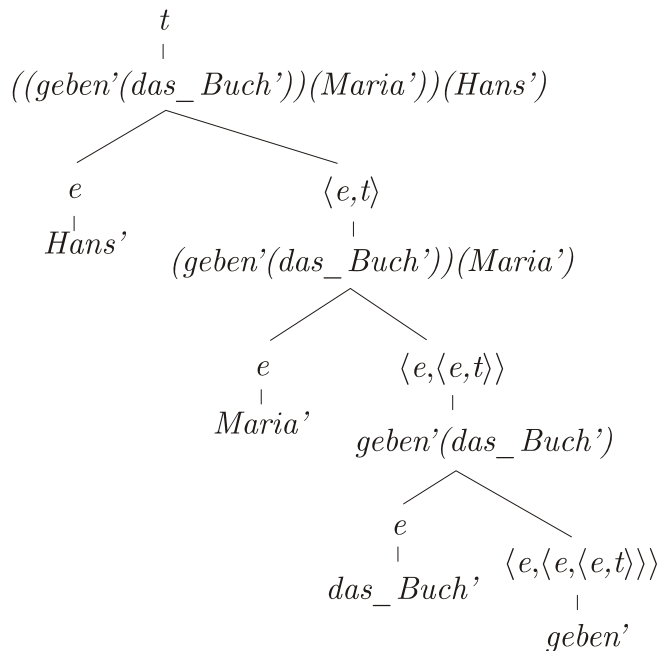 t
((geben’(das_Buch’))(Maria’))(Hans’)
e ⟨e,t⟩
Hans’ (geben’(das_Buch’))(Maria’)
e ⟨e,⟨e,t⟩⟩
Maria’ geben’(das_Buch’)
e ⟨e,⟨e,⟨e,t⟩⟩⟩
das_Buch’
geben’